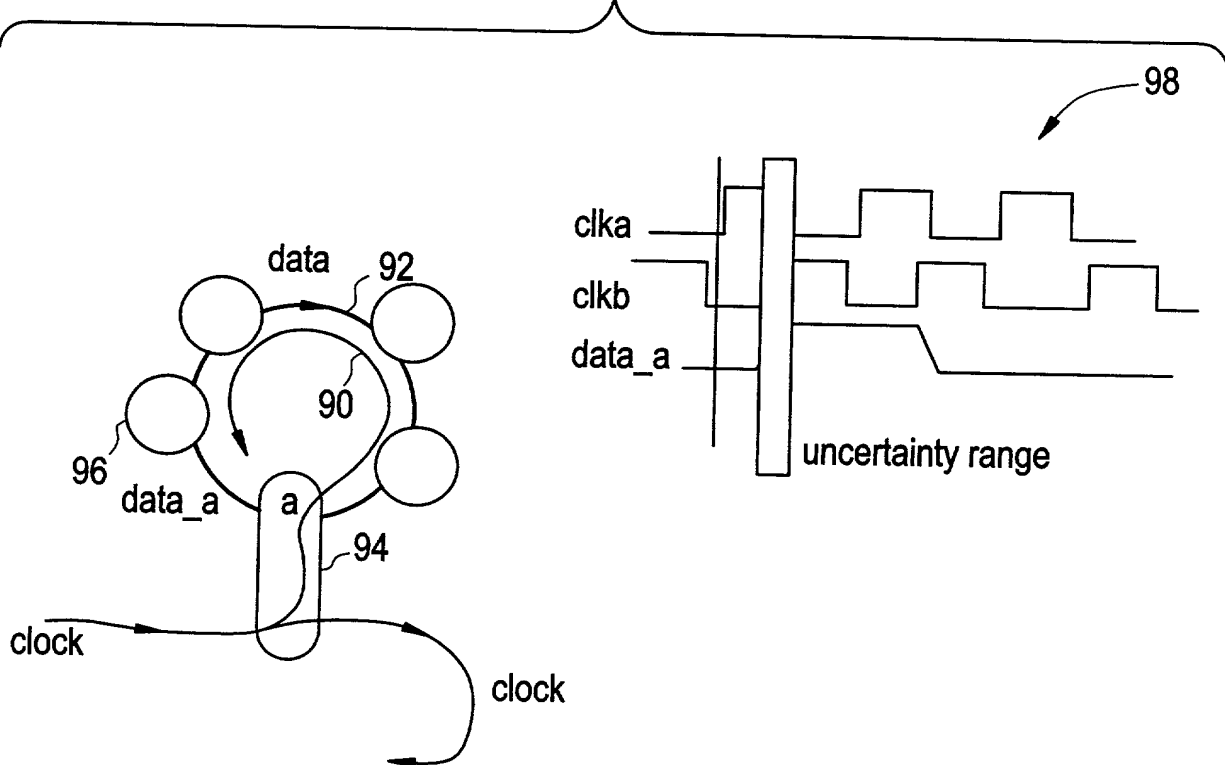 98
clka
clkb
data_a
uncertainty range
data
92
90
96
data_a
a
94
clock
clock